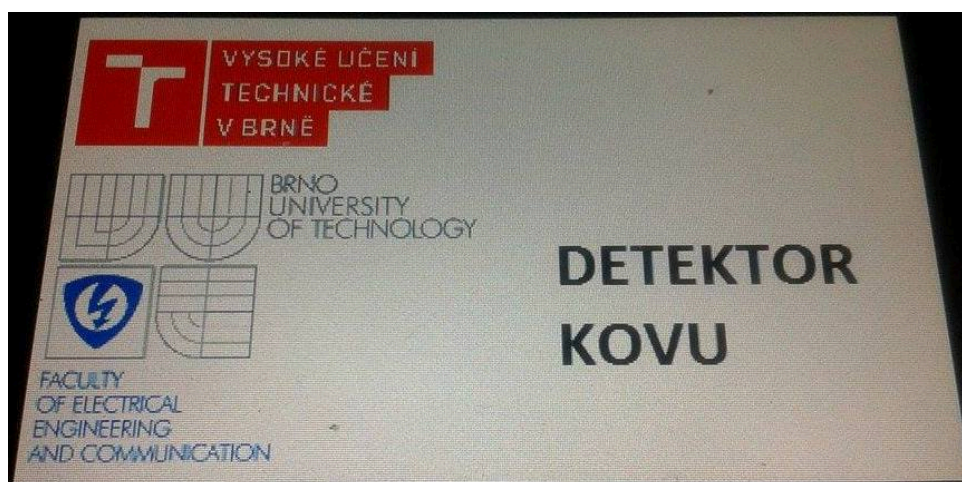 VYSOKÉ UČENÍ
TECHNICKÉ
V BRNĚ
BRNO
UNIVERSITY
OF TECHNOLOGY
FACULTY
OF ELECTRICAL
ENGINEERING
AND COMMUNICATION
DETEKTOR
KOVU